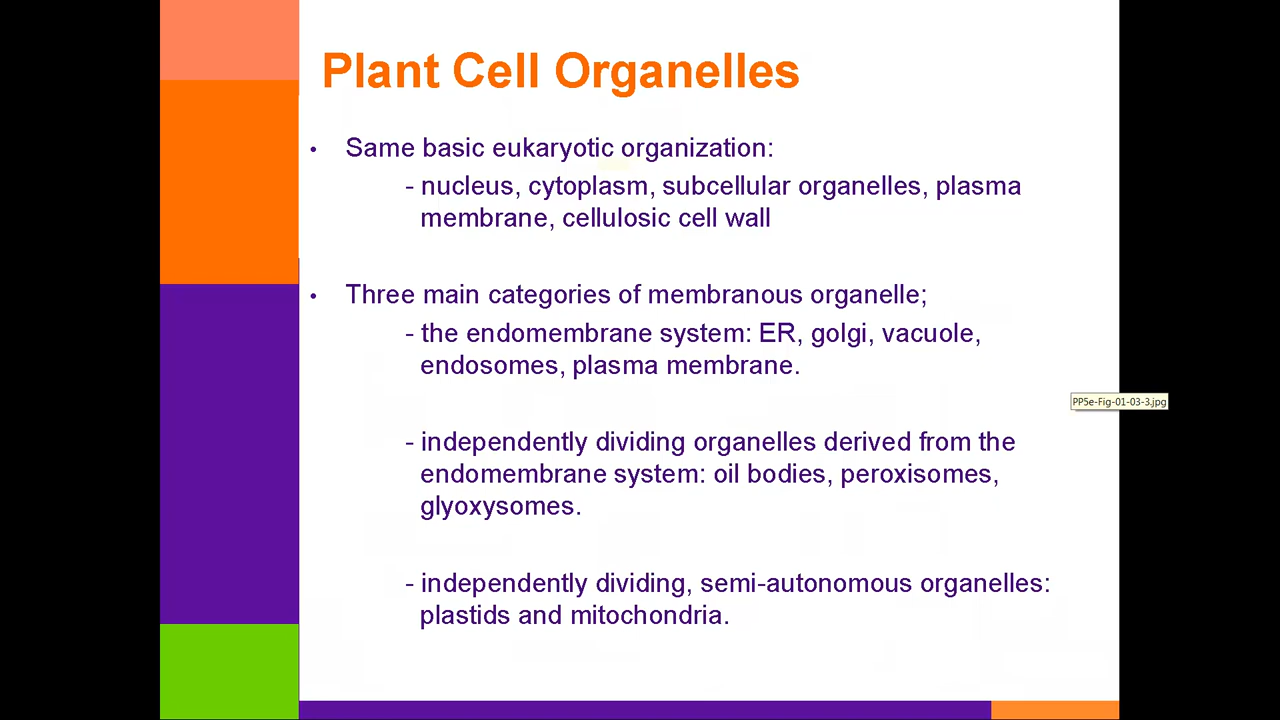 Plant Cell Organelles
• Same basic eukaryotic organization:
- nucleus, cytoplasm, subcellular organelles, plasma
membrane, cellulosic cell wall
• Three main categories of membranous organelle;
- the endomembrane system: ER, golgi, vacuole,
endosomes, plasma membrane.
PP5e-Fig-01-03-3.jpg
- independently dividing organelles derived from the
endomembrane system: oil bodies, peroxisomes,
glyoxysomes.
- independently dividing, semi-autonomous organelles:
plastids and mitochondria.